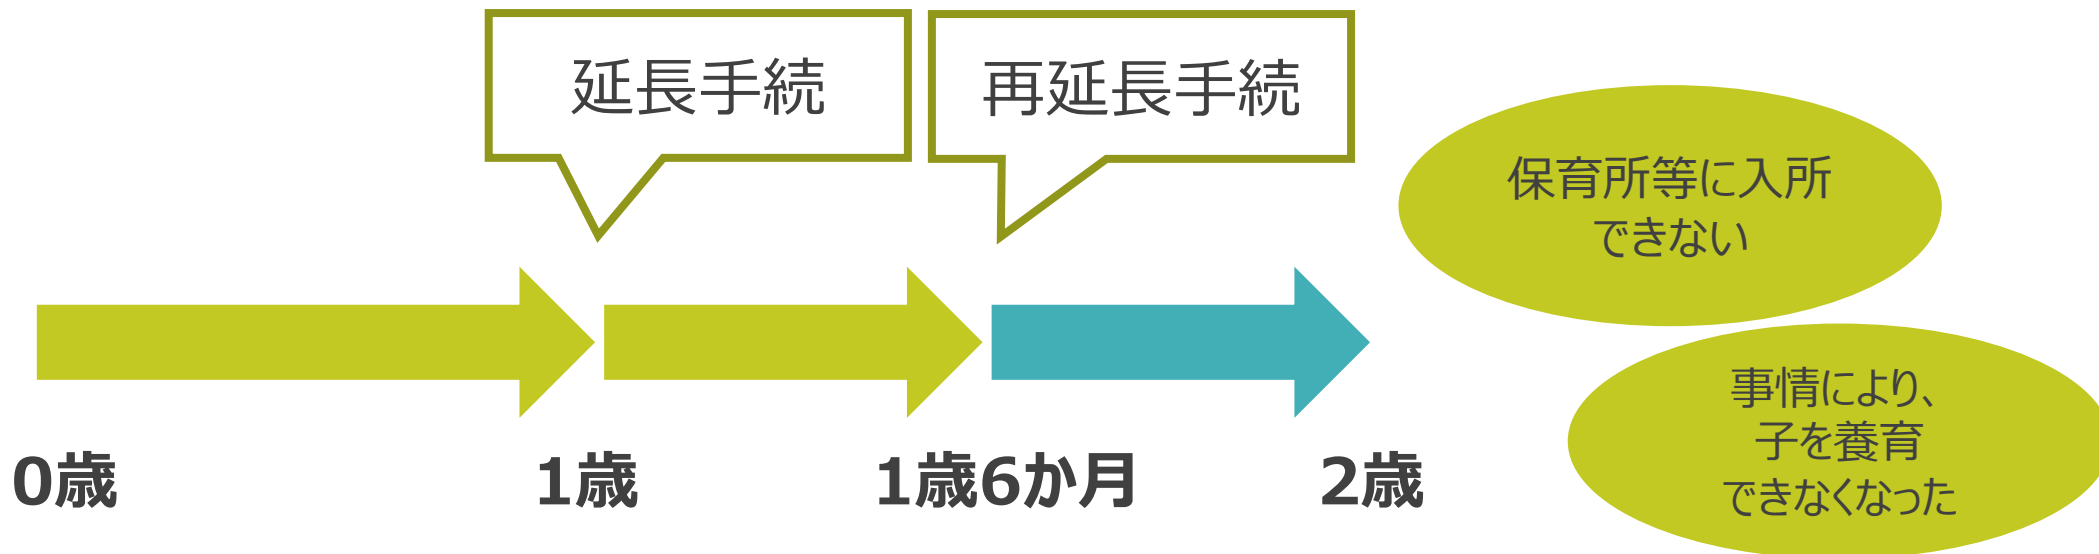 延長手続
再延長手続
保育所等に入所
できない
事情により、
子を養育
できなくなった
0歳
1歳
1歳6か月
2歳